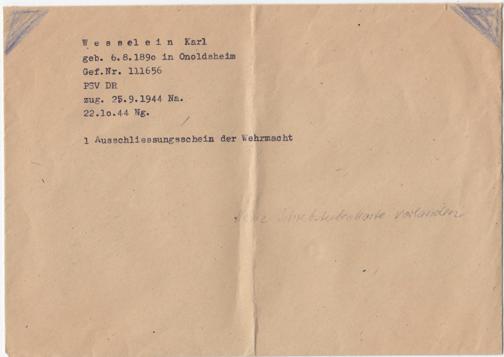 W e s s e l e i n Karl
geb. 6.8.189o in Onoldsheim
Gef.Nr. 111656
PSV DR
zug. 25.9.1944 Na.
22.1o.44 Ng.
1 Ausschliessungsschein der Wehrmacht
vorhanden